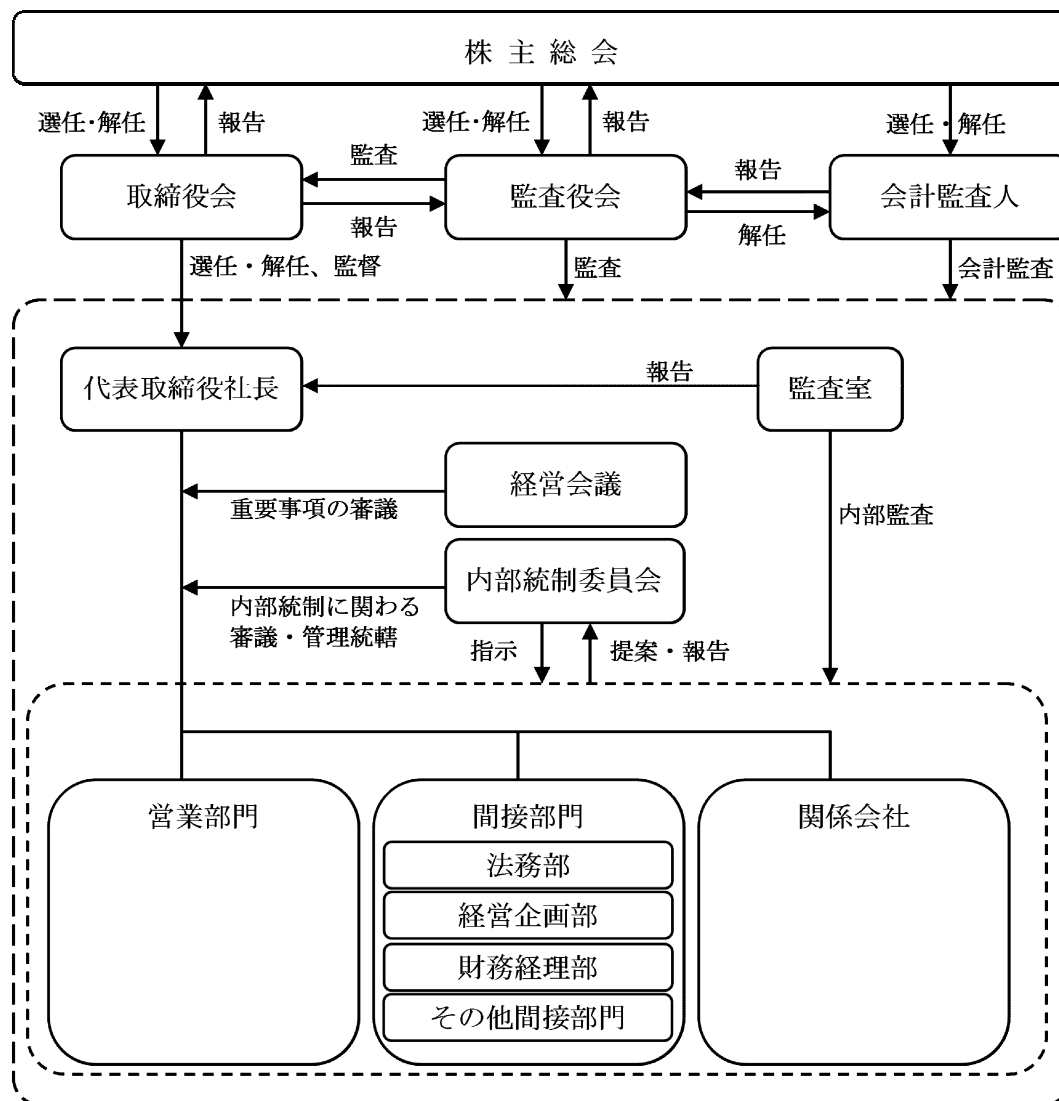 株主総会
選任･解任
報告
選任･解任
報告
選任・解任
取締役会
監査
報告
監査役会
報告
解任
会計監査人
選任・解任、監督
監査
会計監査
代表取締役社長
報告
監査室
経営会議
重要事項の審議
内部監査
内部統制委員会
内部統制に関わる
審議・管理統轄
指示
提案・報告
営業部門
間接部門
法務部
経営企画部
財務経理部
その他間接部門
関係会社